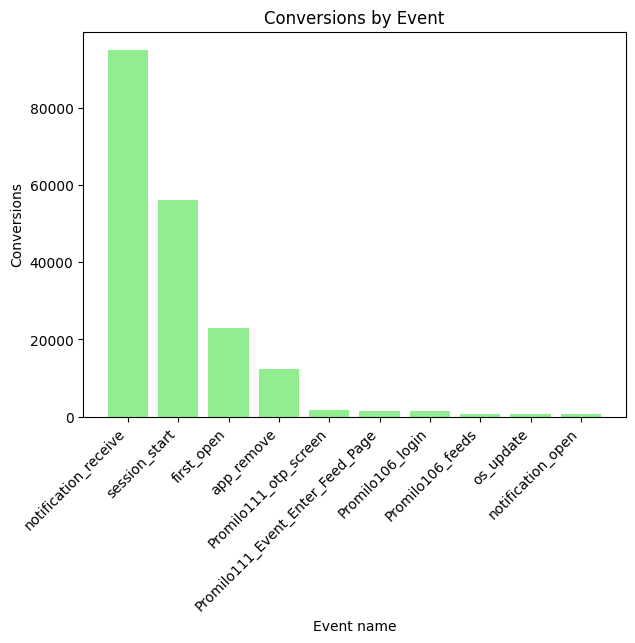 Conversions by Event
Conversions
80000
60000
40000
20000
0
notification_receive
session_start
first_open
app_remove
Promilo111_otp_screen
Promilo111_Event_Enter_Feed_Page
Promilo106_login
Promilo106_feeds
os_update
notification_open
Event name